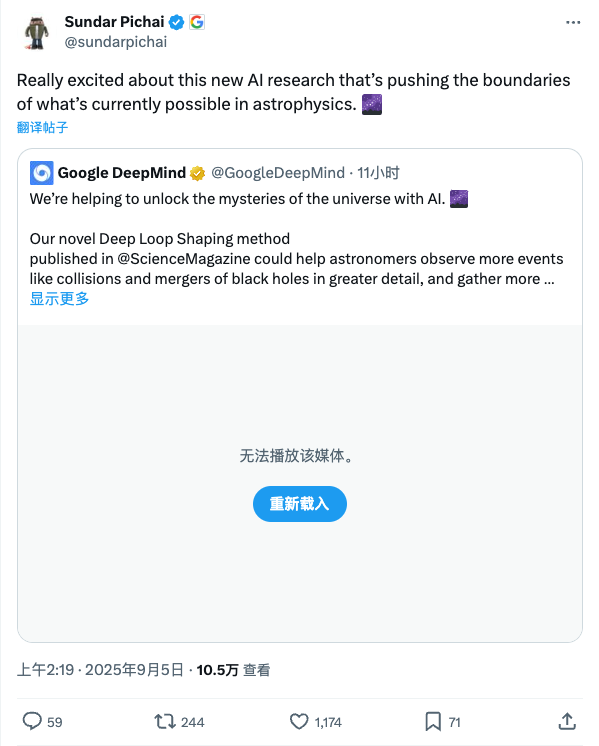 Sundar Pichai
@sundarpichai
Really excited about this new AI research that’s pushing the boundaries
of what’s currently possible in astrophysics. 🌌
翻译帖子
Google DeepMind @GoogleDeepMind · 11小时
We’re helping to unlock the mysteries of the universe with AI. 🌌
Our novel Deep Loop Shaping method
published in @ScienceMagazine could help astronomers observe more events
like collisions and mergers of black holes in greater detail, and gather more ...
显示更多
无法播放该媒体。
重新载入
上午2:19 · 2025年9月5日 · 10.5万 查看
59 244 1,174 71